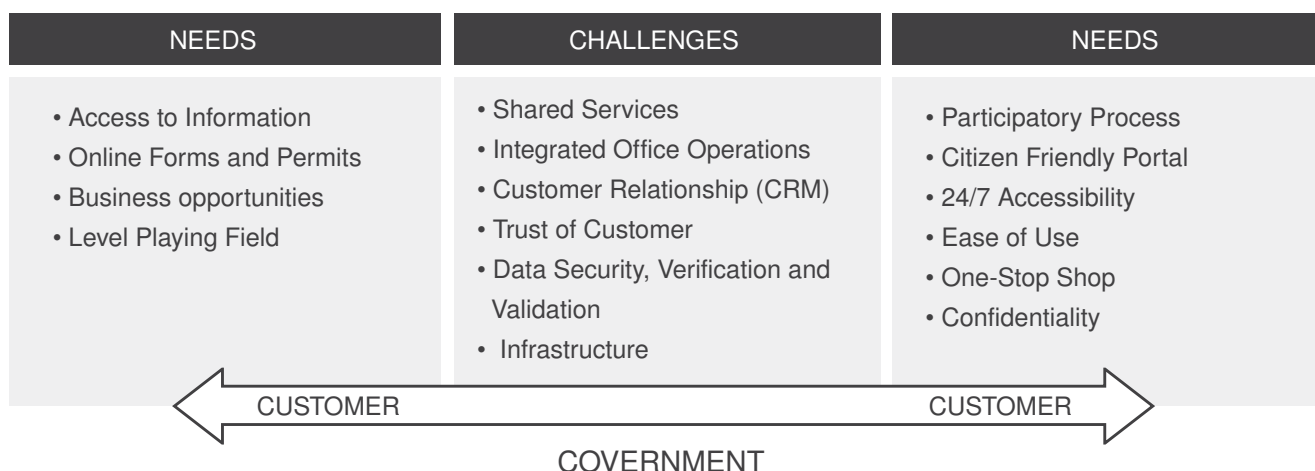 NEEDS
• Access to Information
• Online Forms and Permits
• Business opportunities
• Level Playing Field
CHALLENGES
• Shared Services
• Integrated Office Operations
• Customer Relationship (CRM)
• Trust of Customer
• Data Security, Verification and
Validation
• Infrastructure
NEEDS
• Participatory Process
• Citizen Friendly Portal
• 24/7 Accessibility
• Ease of Use
• One-Stop Shop
• Confidentiality
CUSTOMER
CUSTOMER
COVERNMENT